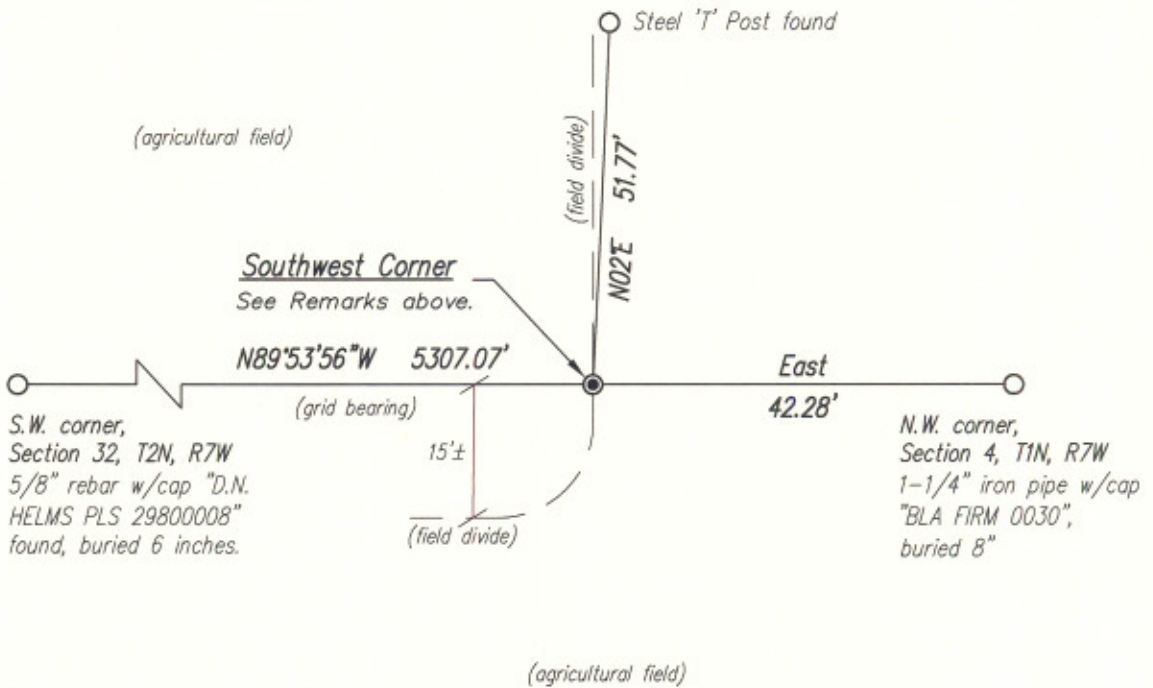 Steel 'T' Post found
(agricultural field)
(field divide)
N02°E 51.77'
Southwest Corner
See Remarks above.
N89°53'56"W 5307.07'
(grid bearing)
East
42.28'
15'±
(field divide)
S.W. corner,
Section 32, T2N, R7W
5/8" rebar w/cap "D.N.
HELMS PLS 29800008"
found, buried 6 inches.
N.W. corner,
Section 4, T1N, R7W
1-1/4" iron pipe w/cap
"BLA FIRM 0030",
buried 8"
(agricultural field)